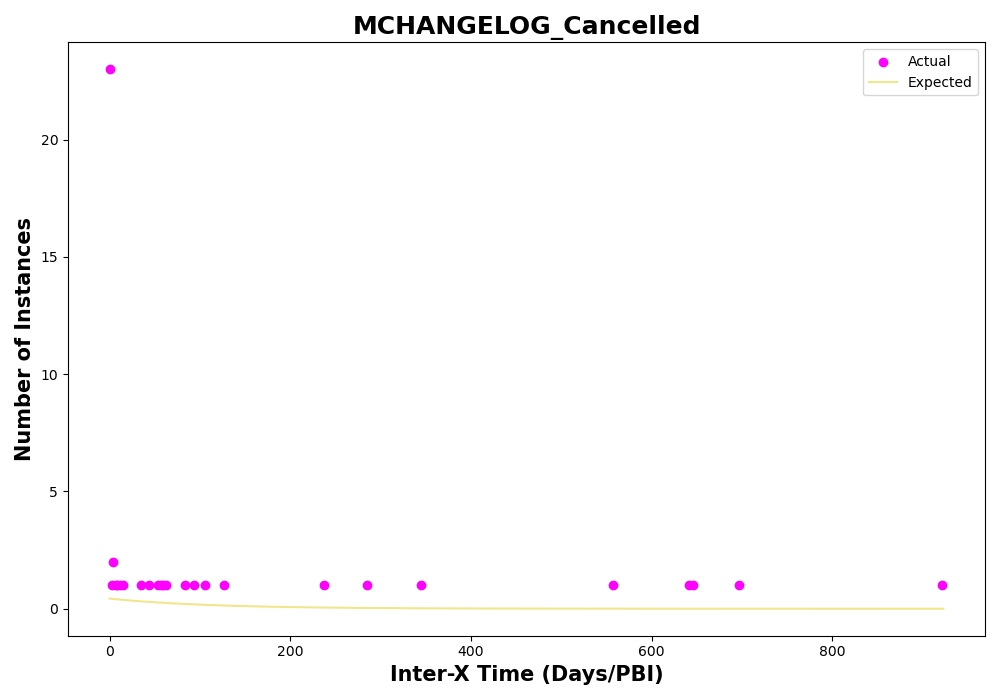 MCHANGELOG_Cancelled
Actual
Expected
Number of Instances
20
15
10
5
0
0 200 400 600 800
Inter-X Time (Days/PBI)